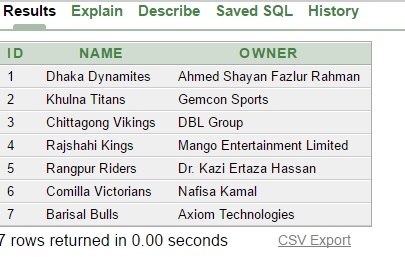 Results Explain Describe Saved SQL History
ID NAME OWNER
1 Dhaka Dynamites Ahmed Shayan Fazlur Rahman
2 Khulna Titans Gemcon Sports
3 Chittagong Vikings DBL Group
4 Rajshahi Kings Mango Entertainment Limited
5 Rangpur Riders Dr. Kazi Ertaza Hassan
6 Comilla Victorians Nafisa Kamal
7 Barisal Bulls Axiom Technologies
7 rows returned in 0.00 seconds CSV Export